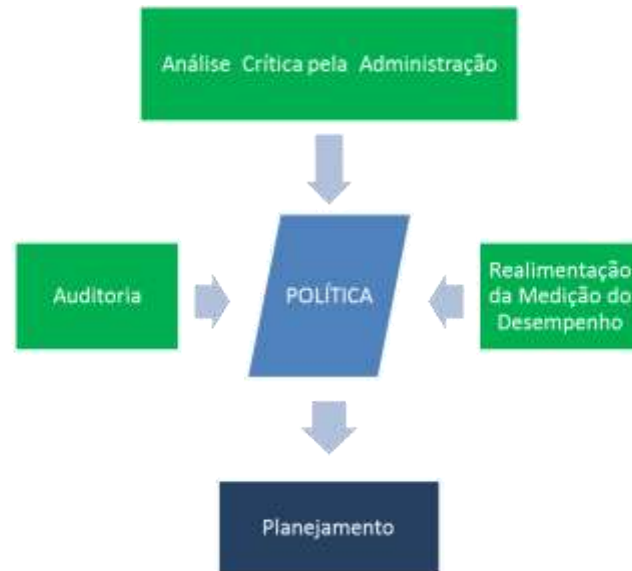 Análise Crítica pela Administração
Auditoria
POLÍTICA
Realimentação
da Medição do
Desempenho
Planejamento